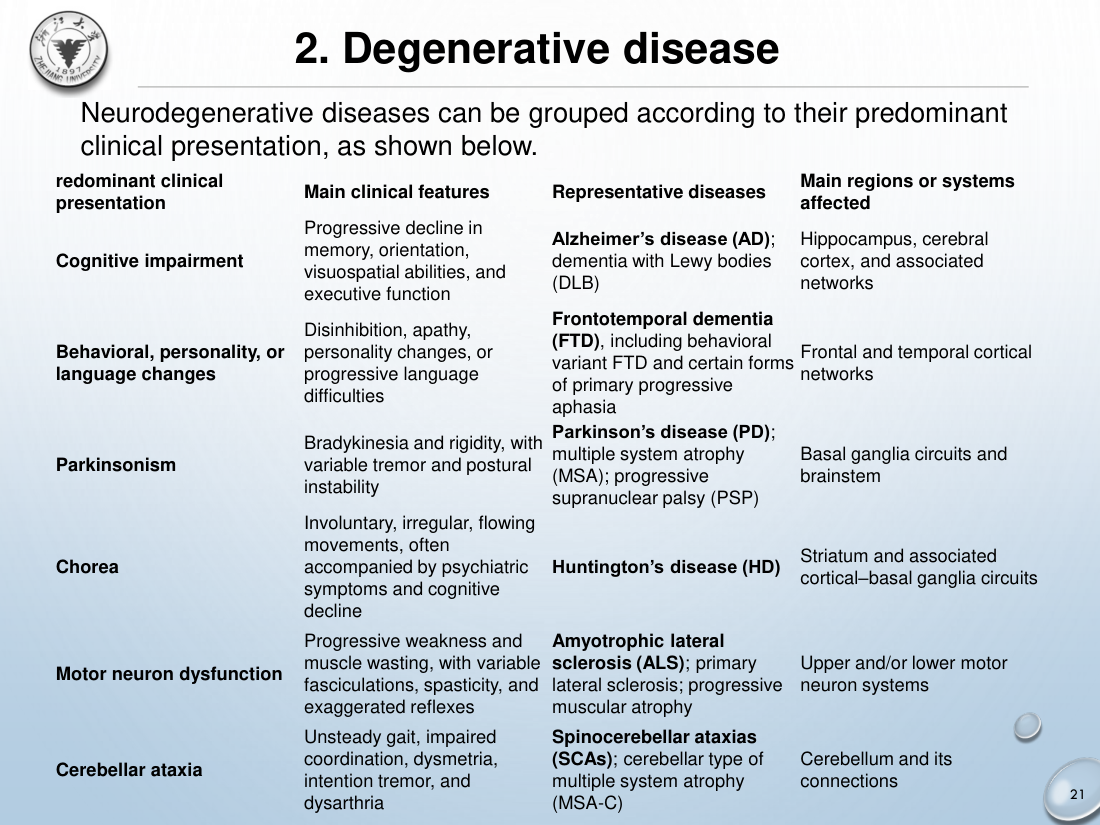 2. Degenerative disease
Neurodegenerative diseases can be grouped according to their predominant
clinical presentation, as shown below.
redominant clinical
presentation
Main clinical features
Representative diseases
Main regions or systems
affected
Cognitive impairment
Progressive decline in
memory, orientation,
visuospatial abilities, and
executive function
Alzheimer’s disease (AD);
dementia with Lewy bodies
(DLB)
Hippocampus, cerebral
cortex, and associated
networks
Behavioral, personality, or
language changes
Disinhibition, apathy,
personality changes, or
progressive language
difficulties
Frontotemporal dementia
(FTD), including behavioral
variant FTD and certain forms
of primary progressive
aphasia
Frontal and temporal cortical
networks
Parkinsonism
Bradykinesia and rigidity, with
variable tremor and postural
instability
Parkinson’s disease (PD);
multiple system atrophy
(MSA); progressive
supranuclear palsy (PSP)
Basal ganglia circuits and
brainstem
Chorea
Involuntary, irregular, flowing
movements, often
accompanied by psychiatric
symptoms and cognitive
decline
Huntington’s disease (HD)
Striatum and associated
cortical–basal ganglia circuits
Motor neuron dysfunction
Progressive weakness and
muscle wasting, with variable
fasciculations, spasticity, and
exaggerated reflexes
Amyotrophic lateral
sclerosis (ALS); primary
lateral sclerosis; progressive
muscular atrophy
Upper and/or lower motor
neuron systems
Cerebellar ataxia
Unsteady gait, impaired
coordination, dysmetria,
intention tremor, and
dysarthria
Spinocerebellar ataxias
(SCAs); cerebellar type of
multiple system atrophy
(MSA-C)
Cerebellum and its
connections
21
1897
ZHEJIANG UNIVERSITY